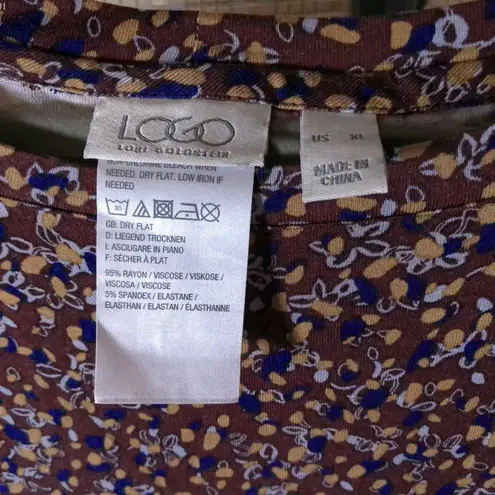 LOGO
LORI GOLDSTEIN
US XL
MADE IN
CHINA
NON-CHLORINE BLEACH WHEN
NEEDED. DRY FLAT. LOW IRON IF
NEEDED
30
GB: DRY FLAT
D: LIEGEND TROCKNEN
I: ASCIUGARE IN PIANO
F: SÉCHER À PLAT
95% RAYON / VISCOSE / VISKOSE /
VISCOSA / VISCOSE
5% SPANDEX / ELASTANE /
ELASTHAN / ELASTAN / ÉLASTHANNE